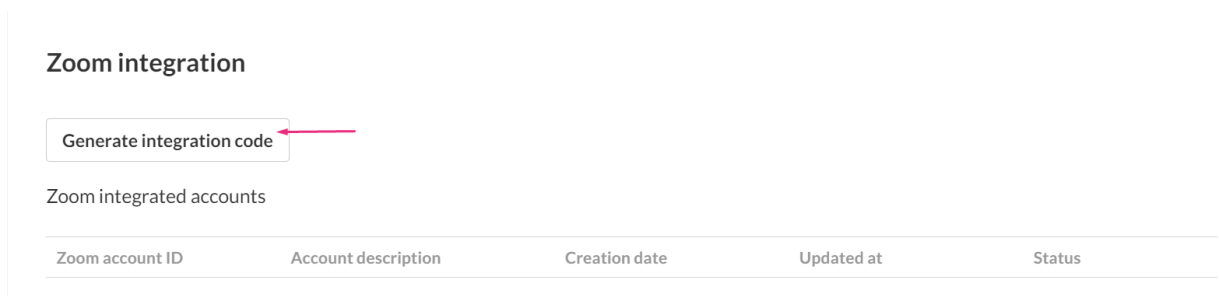 Zoom integration
Generate integration code
Zoom integrated accounts
Zoom account ID Account description Creation date Updated at Status